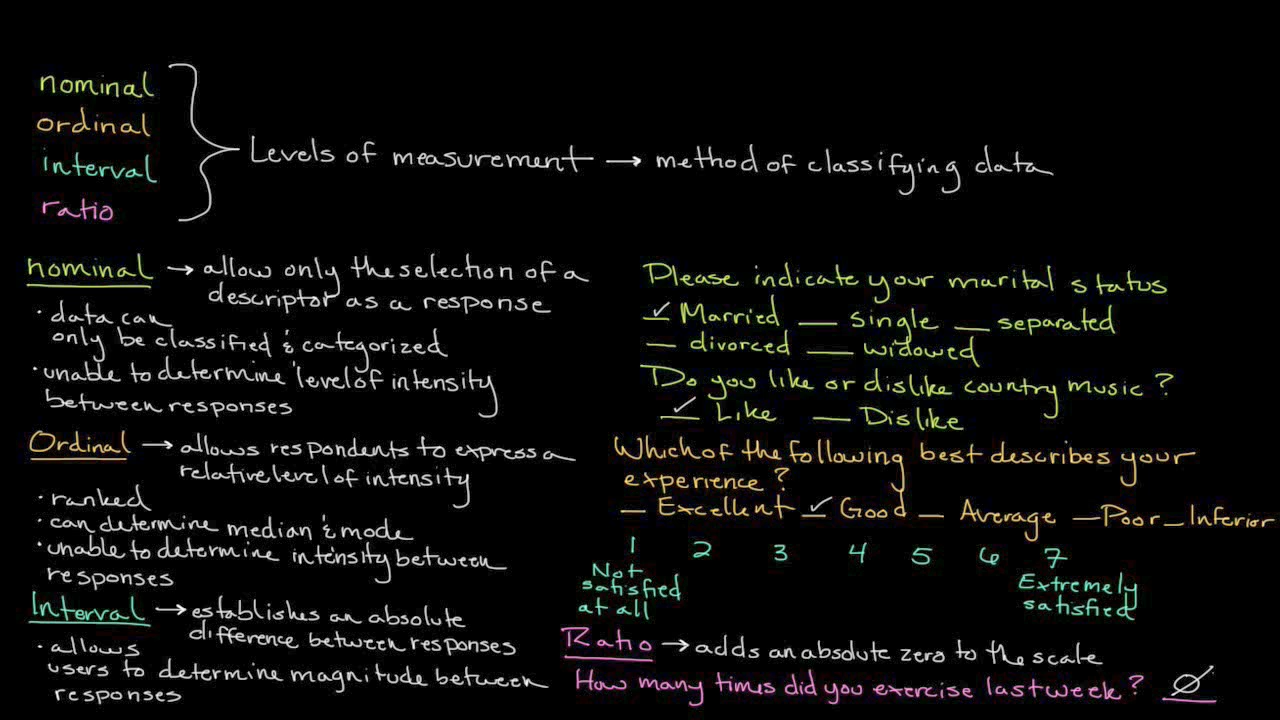 nominal
ordinal
interval
ratio
Levels of measurement → method of classifying data
nominal → allow only the selection of a
descriptor as a response
· data can
only be classified & categorized
· unable to determine level of intensity
between responses
Please indicate your marital status
✓ Married __ single __ separated
__ divorced __ widowed
Do you like or dislike country music?
✓ Like __ Dislike
Ordinal → allows respondents to express a
relative level of intensity
· ranked
· can determine median & mode
· unable to determine intensity between
responses
Which of the following best describes your
experience?
__ Excellent ✓ Good __ Average __ Poor __ Inferior
Interval → establishes an absolute
difference between responses
· allows
users to determine magnitude between
responses
1 2 3 4 5 6 7
Not
satisfied
at all
Extremely
satisfied
Ratio → adds an absolute zero to the scale
How many times did you exercise last week? Ø